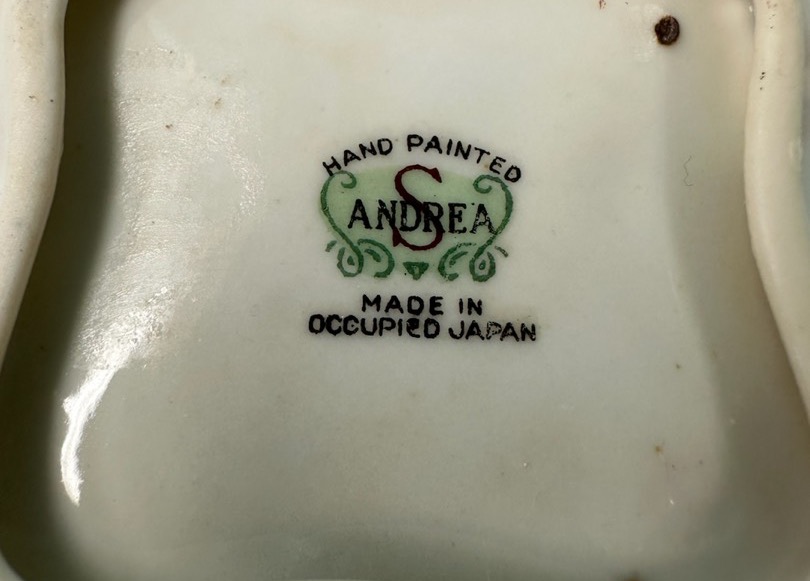 HAND PAINTED
S
ANDREA
MADE IN
OCCUPIED JAPAN